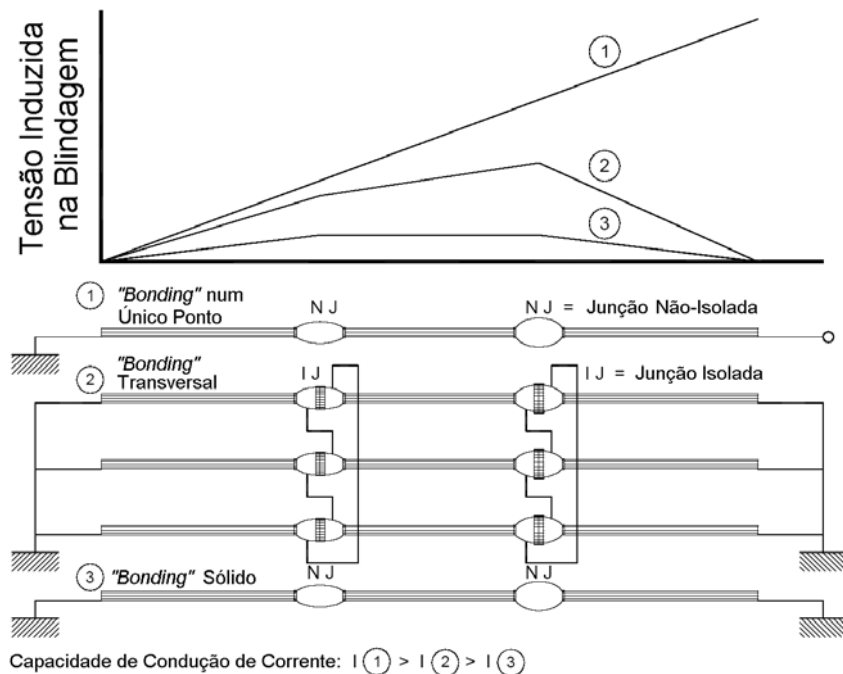 Tensão Induzida
na Blindagem
1
2
3
1 "Bonding" num
Único Ponto
N J
N J = Junção Não-Isolada
2 "Bonding"
Transversal
I J
I J = Junção Isolada
3 "Bonding" Sólido
N J
N J
Capacidade de Condução de Corrente: I 1 > I 2 > I 3